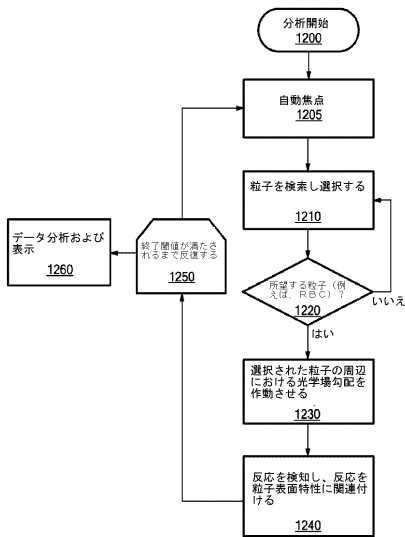 分析開始
1200
自動焦点
1205
粒子を検索し選択する
1210
所望する粒子(例
えば、RBC)?
1220
いいえ
はい
選択された粒子の周辺
における光学場勾配を
作動させる
1230
反応を検知し、反応を
粒子表面特性に関連付
ける
1240
終了閾値が満たさ
れるまで反復する
1250
データ分析および
表示
1260